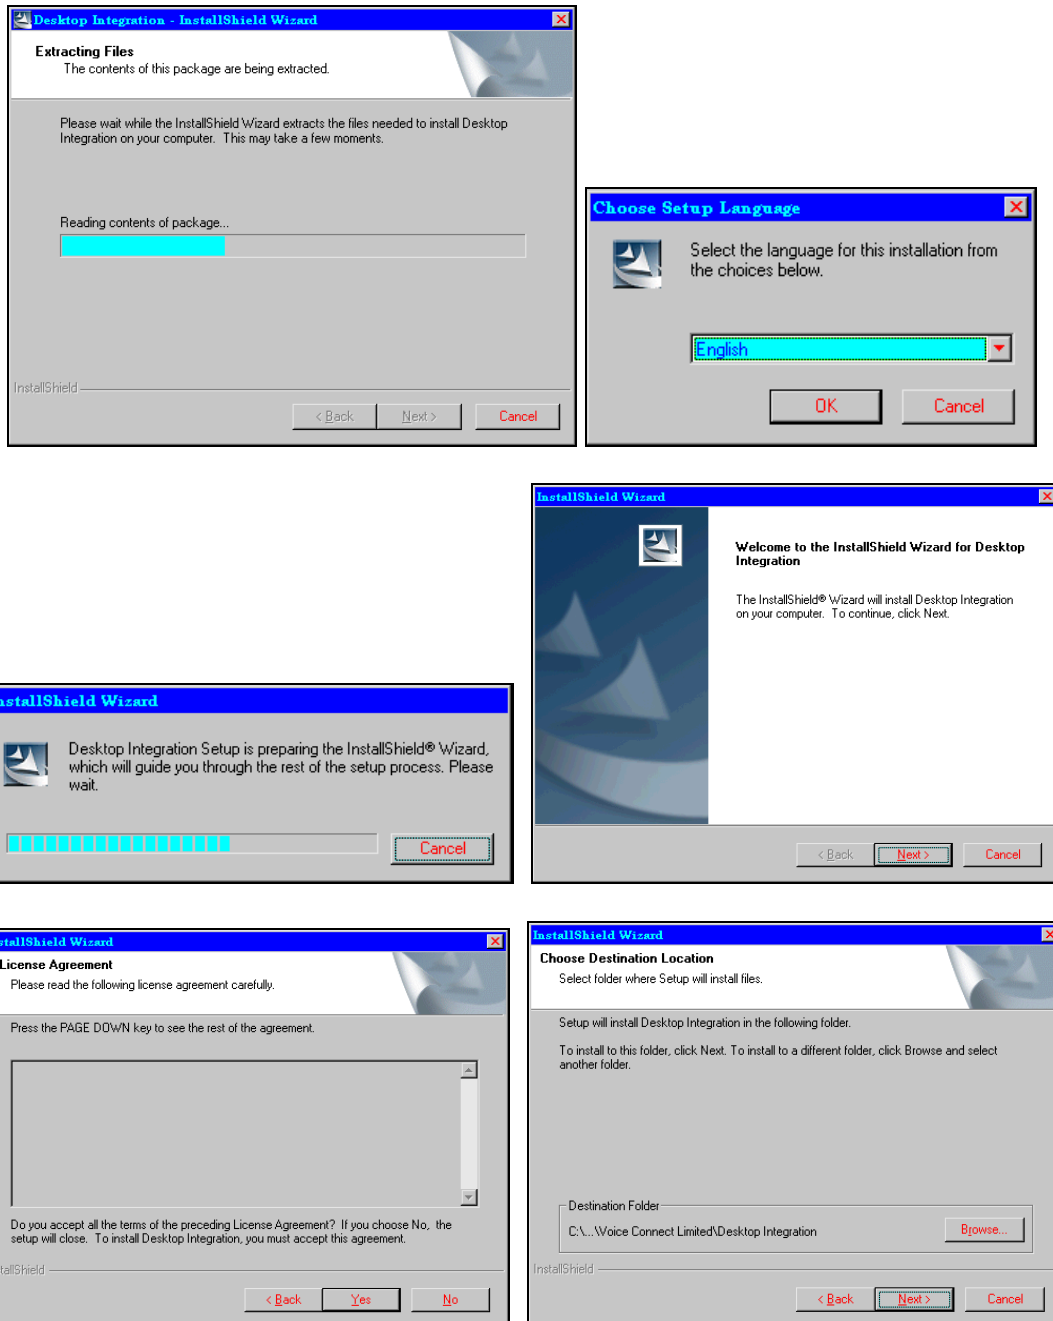 Desktop Integration - InstallShield Wizard
Extracting Files
The contents of this package are being extracted.
Please wait while the InstallShield Wizard extracts the files needed to install Desktop
Integration on your computer. This may take a few moments.
Reading contents of package...
InstallShield
< Back Next > Cancel
Choose Setup Language
Select the language for this installation from
the choices below.
English
OK Cancel
nstallShield Wizard
Desktop Integration Setup is preparing the InstallShield® Wizard,
which will guide you through the rest of the setup process. Please
wait.
Cancel
InstallShield Wizard
Welcome to the InstallShield Wizard for Desktop
Integration
The InstallShield® Wizard will install Desktop Integration
on your computer. To continue, click Next.
< Back Next > Cancel
stallShield Wizard
License Agreement
Please read the following license agreement carefully.
Press the PAGE DOWN key to see the rest of the agreement.
Do you accept all the terms of the preceding License Agreement? If you choose No, the
setup will close. To install Desktop Integration, you must accept this agreement.
tallShield
< Back Yes No
InstallShield Wizard
Choose Destination Location
Select folder where Setup will install files.
Setup will install Desktop Integration in the following folder.
To install to this folder, click Next. To install to a different folder, click Browse and select
another folder.
Destination Folder
C:\...\Voice Connect Limited\Desktop Integration
Browse...
InstallShield
< Back Next > Cancel